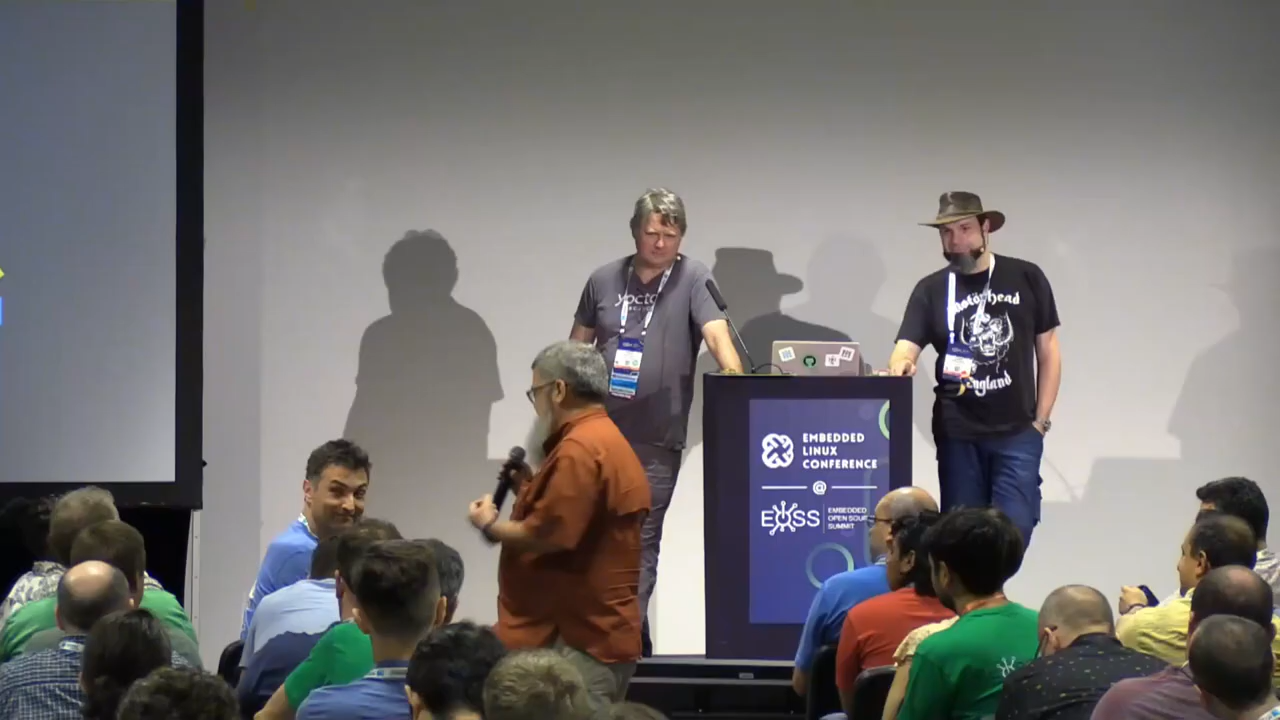 yocto
Motörhead
England
EMBEDDED
LINUX
CONFERENCE
@
EOSS
EMBEDDED
OPEN SOURCE
SUMMIT